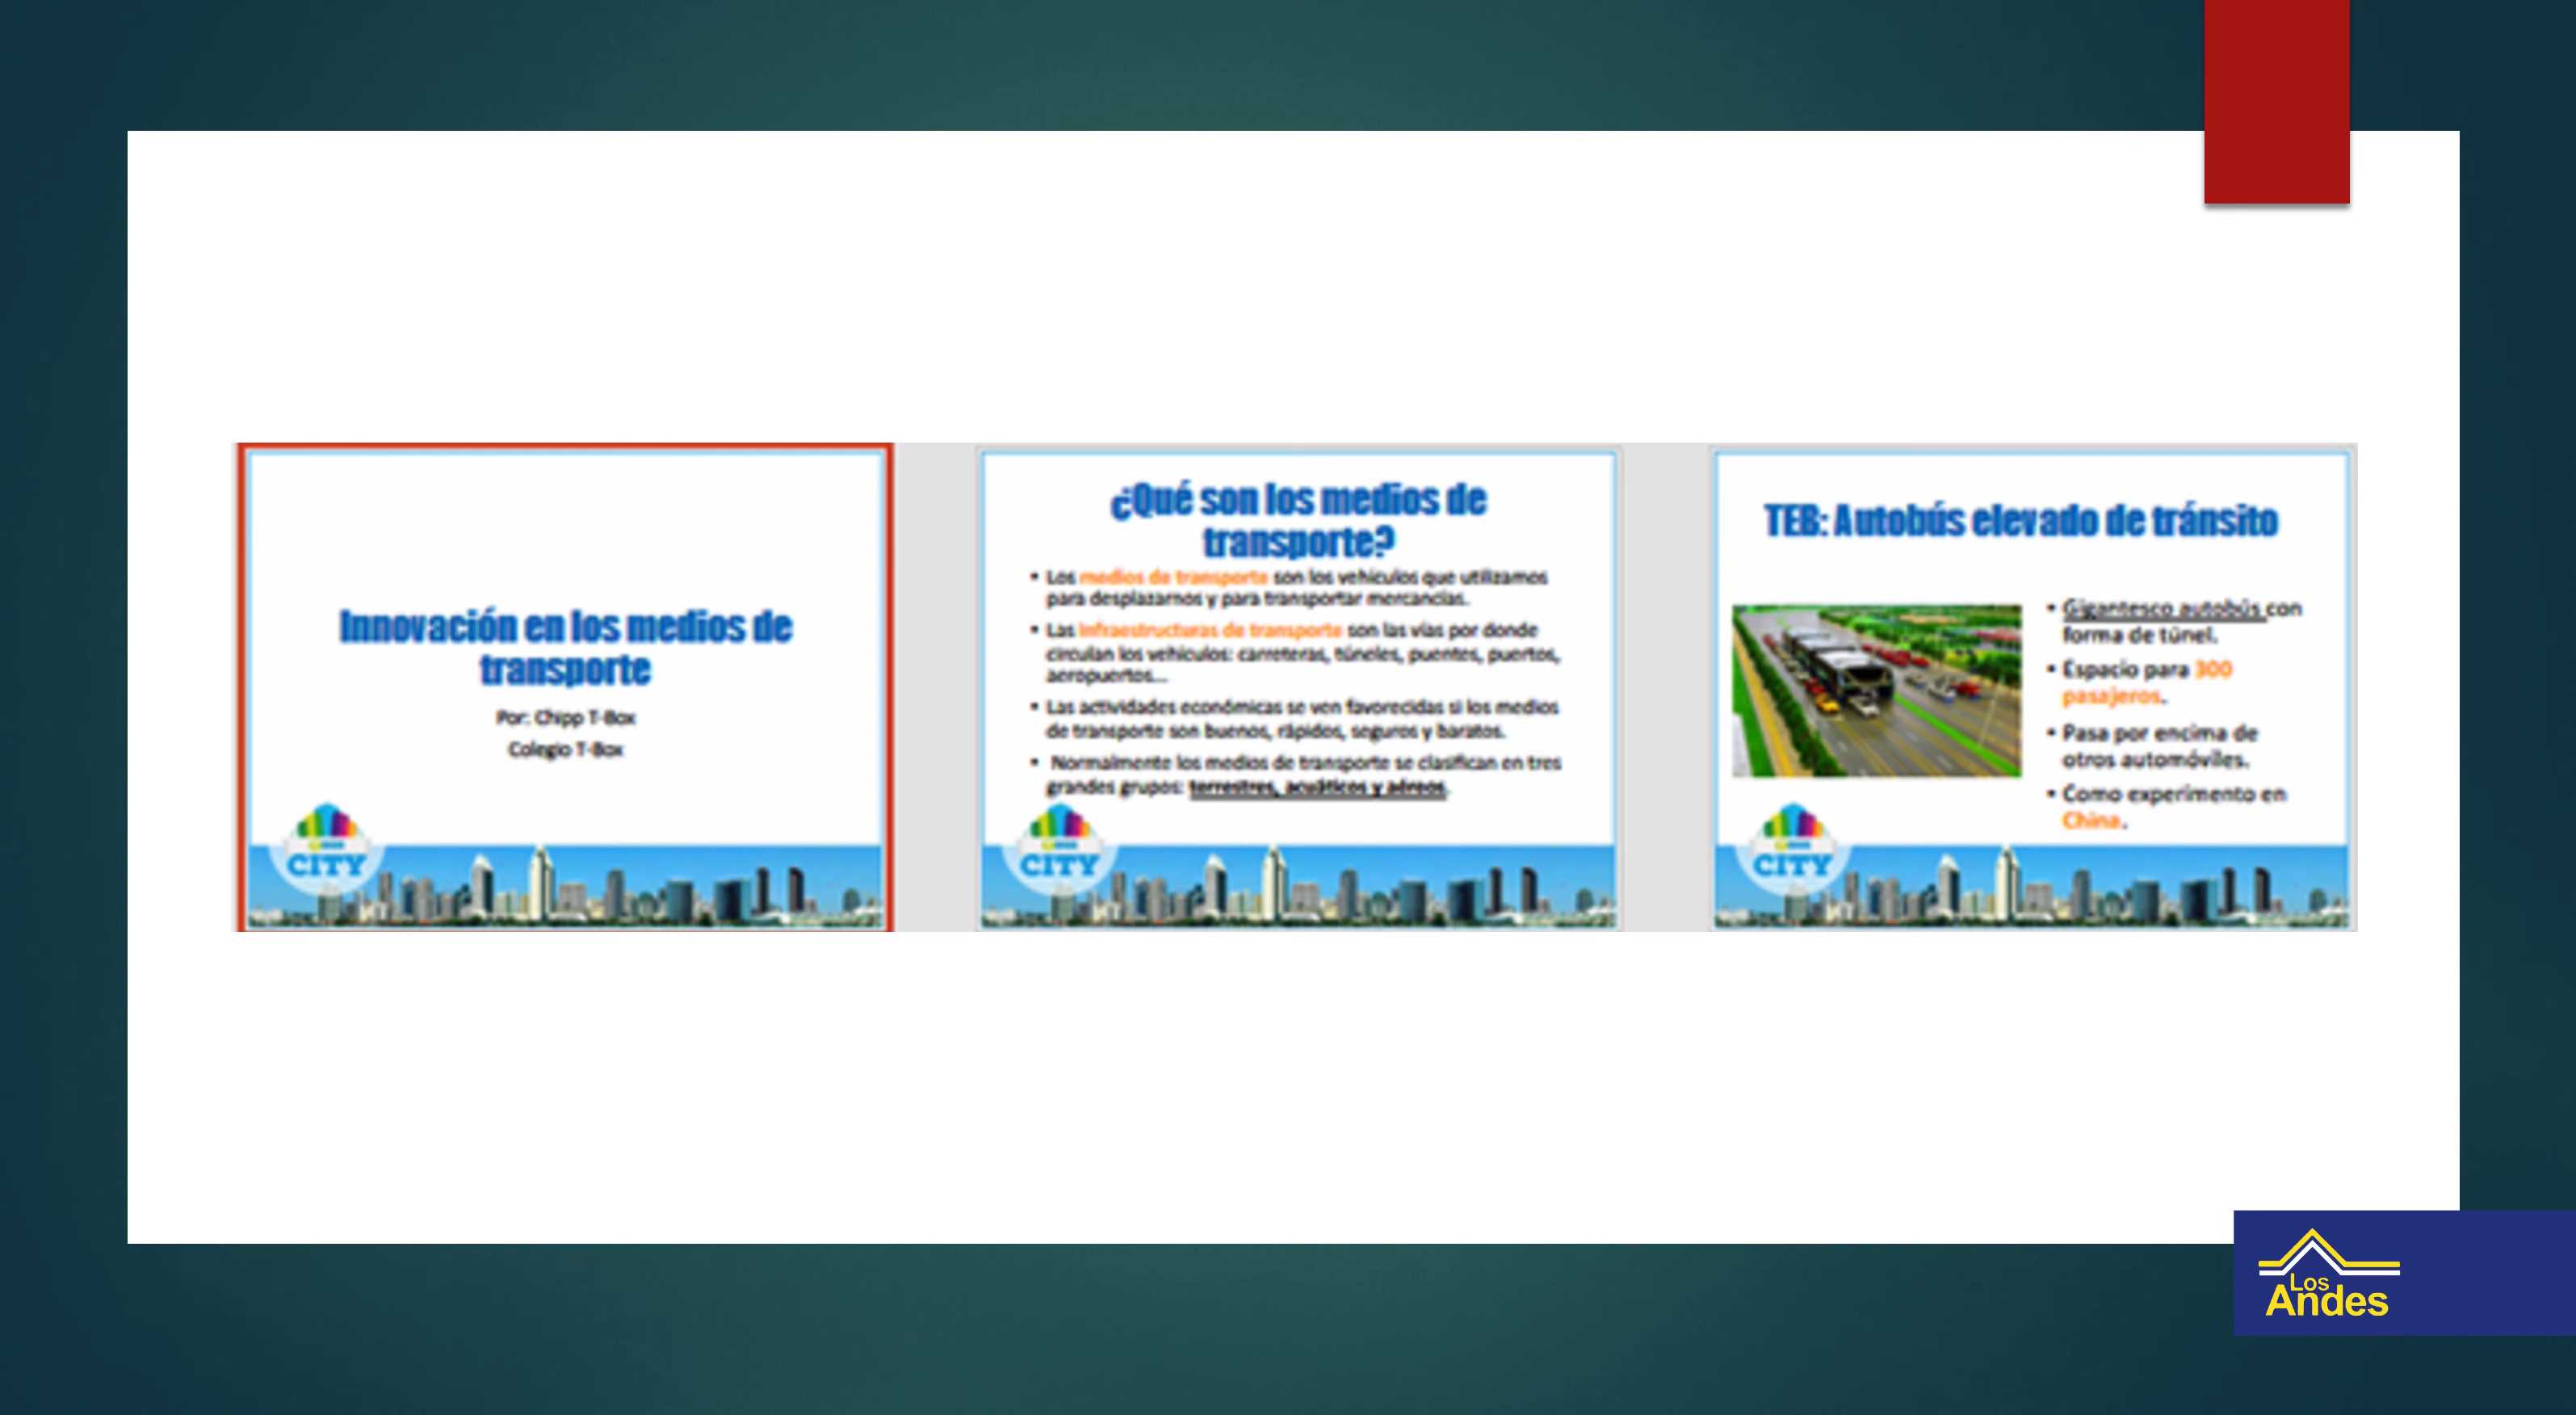 Innovación en los medios de
transporte
Por: Chipp T-Box
Colegio T-Box
CITY
¿Qué son los medios de
transporte?
• Los medios de transporte son los vehículos que utilizamos
para desplazarnos y para transportar mercancías.
• Las infraestructuras de transporte son las vías por donde
circulan los vehículos: carreteras, túneles, puentes, puertos,
aeropuertos...
• Las actividades económicas se ven favorecidas si los medios
de transporte son buenos, rápidos, seguros y baratos.
• Normalmente los medios de transporte se clasifican en tres
grandes grupos: terrestres, acuáticos y aéreos.
CITY
TEB: Autobús elevado de tránsito
• Gigantesco autobús con
forma de túnel.
• Espacio para 300
pasajeros.
• Pasa por encima de
otros automóviles.
• Como experimento en
China.
CITY
Los
Andes